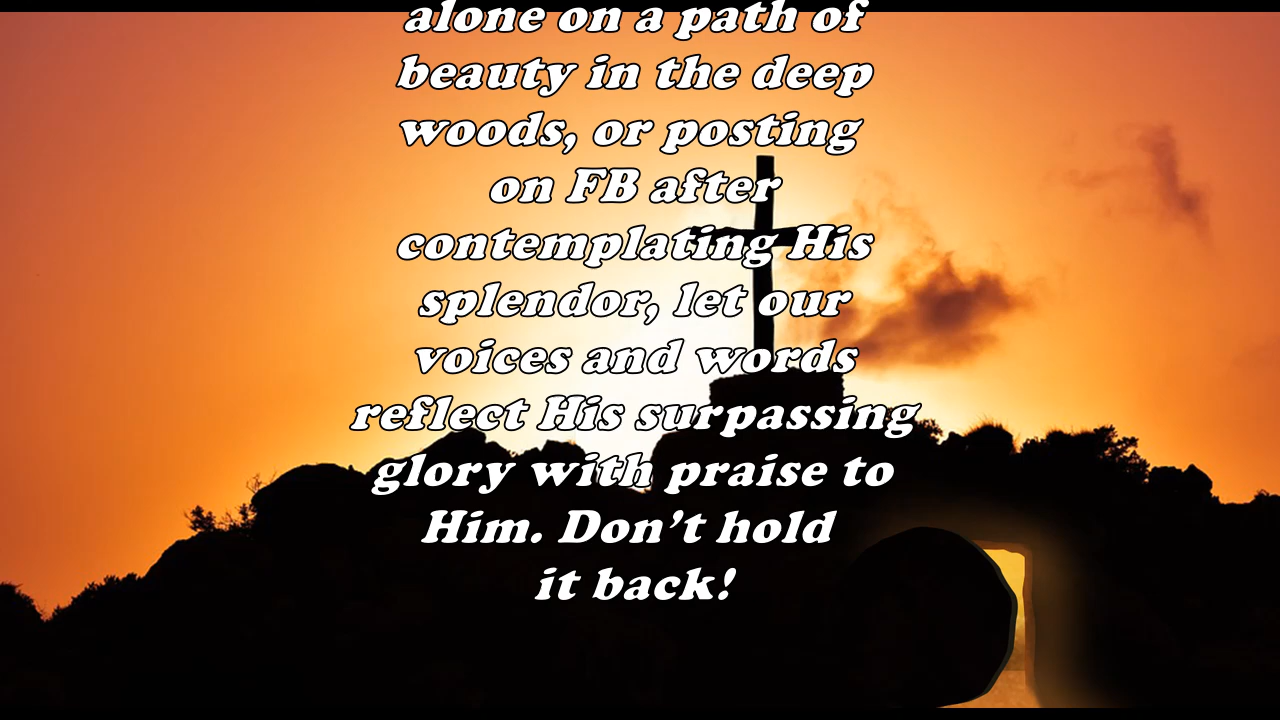 alone on a path of
beauty in the deep
woods, or posting
on FB after
contemplating His
splendor, let our
voices and words
reflect His surpassing
glory with praise to
Him. Don’t hold
it back!